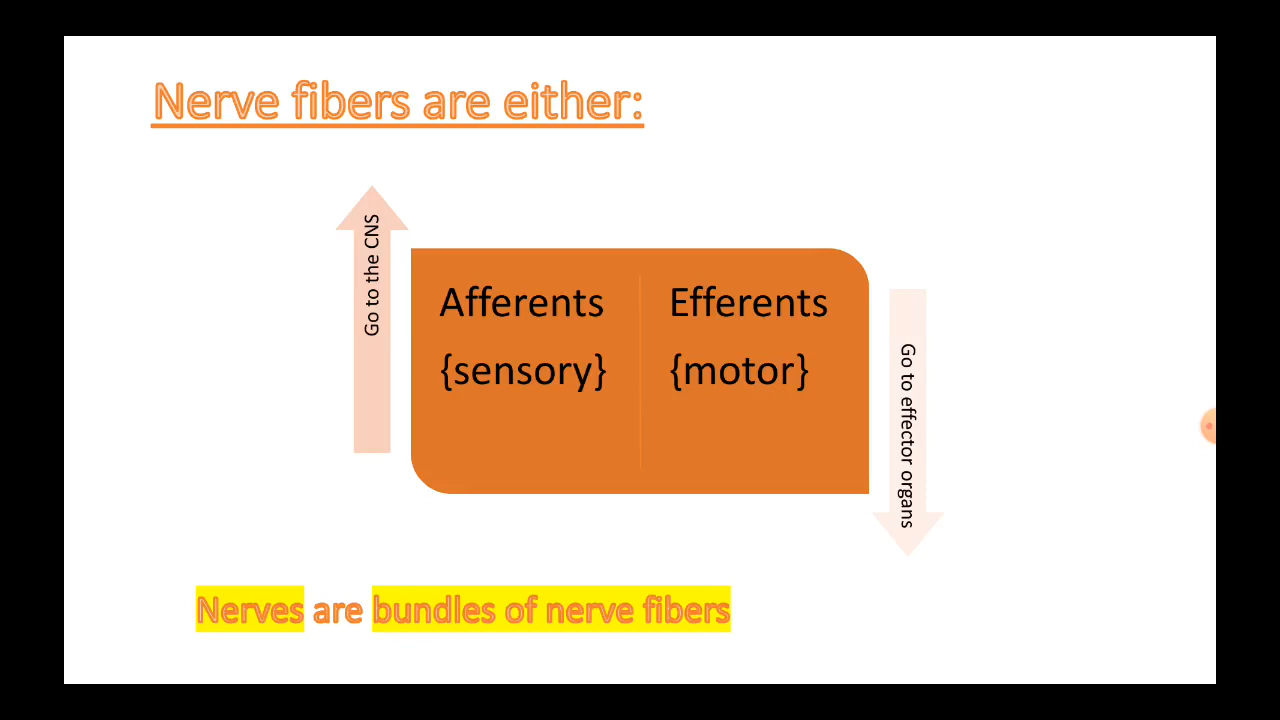 Nerve fibers are either:
Go to the CNS
Afferents
{sensory}
Efferents
{motor}
Go to effector organs
Nerves are bundles of nerve fibers